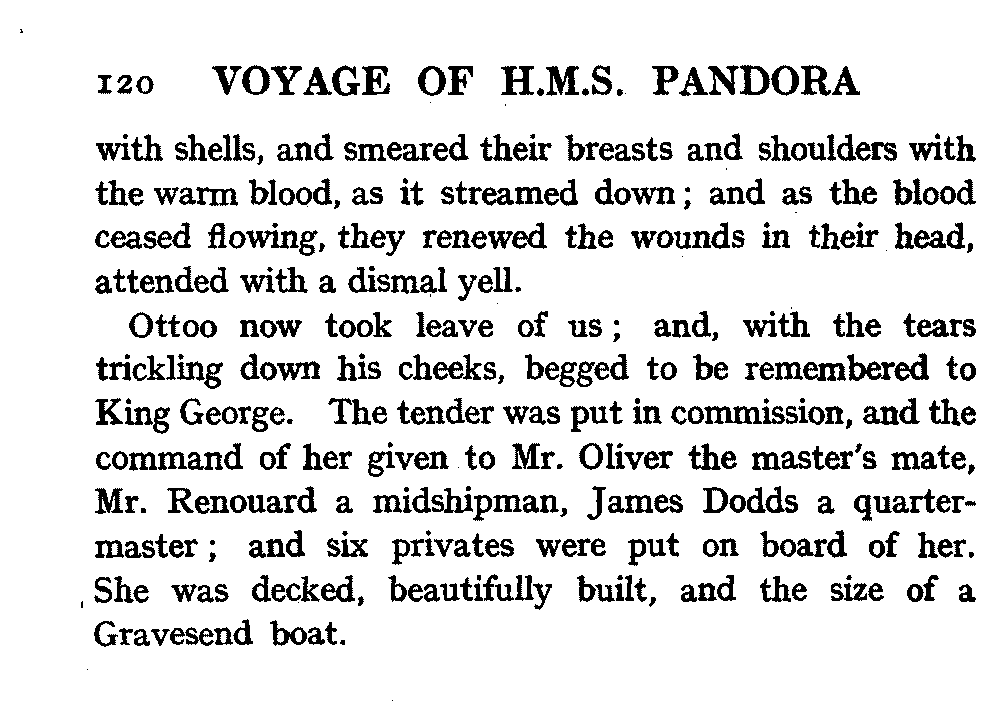 120 VOYAGE OF H.M.S. PANDORA
with shells, and smeared their breasts and shoulders with
the warm blood, as it streamed down; and as the blood
ceased flowing, they renewed the wounds in their head,
attended with a dismal yell.
Ottoo now took leave of us; and, with the tears
trickling down his cheeks, begged to be remembered to
King George. The tender was put in commission, and the
command of her given to Mr. Oliver the master's mate,
Mr. Renouard a midshipman, James Dodds a quarter-
master; and six privates were put on board of her.
She was decked, beautifully built, and the size of a
Gravesend boat.